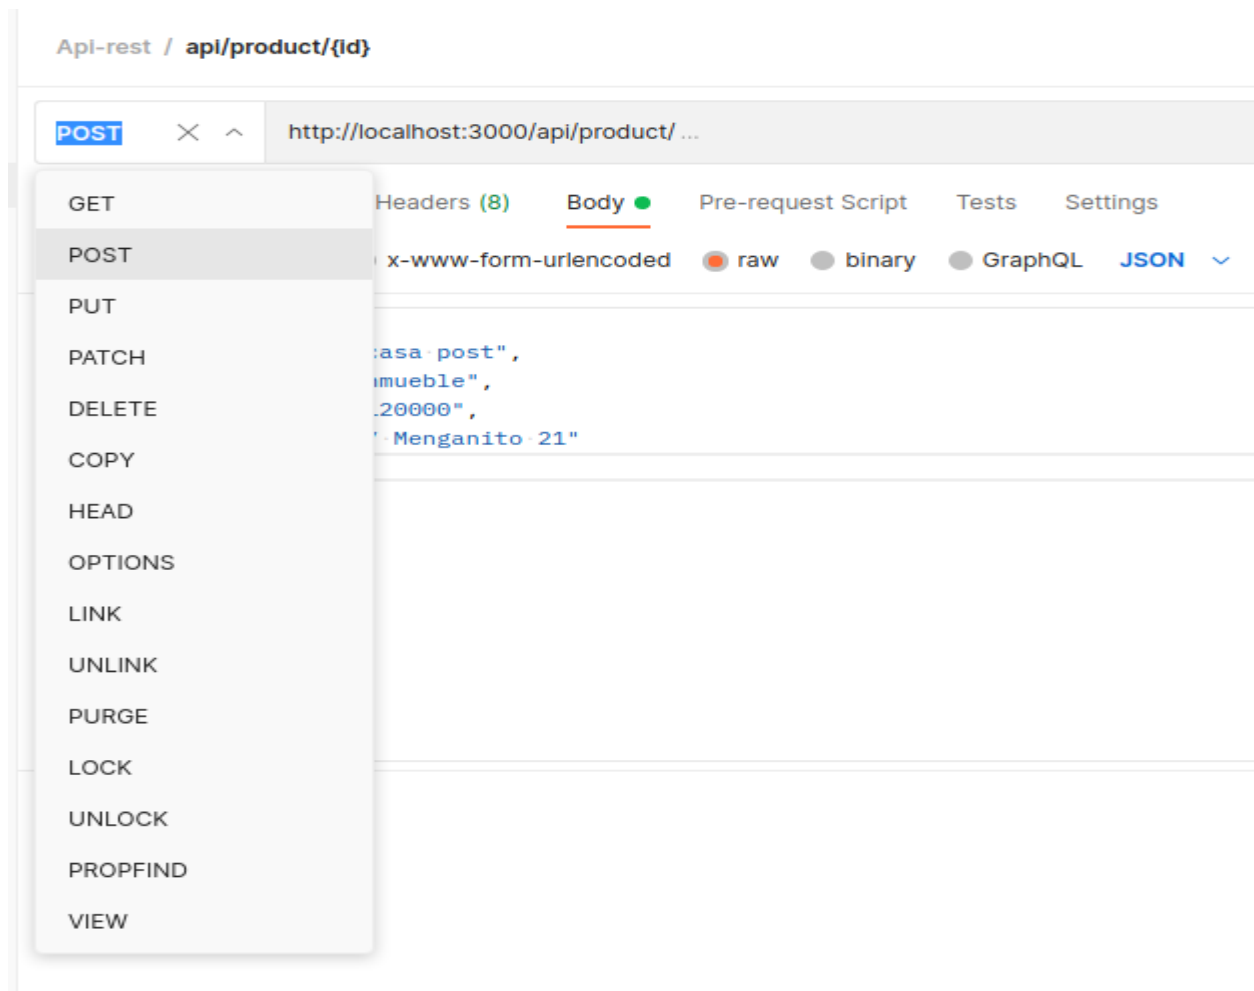 Api-rest / api/product/{id}
POST http://localhost:3000/api/product/ ...
GET
POST
PUT
PATCH
DELETE
COPY
HEAD
OPTIONS
LINK
UNLINK
PURGE
LOCK
UNLOCK
PROPFIND
VIEW
Headers (8) Body Pre-request Script Tests Settings
x-www-form-urlencoded raw binary GraphQL JSON
post",
20000",
Menganito 21"